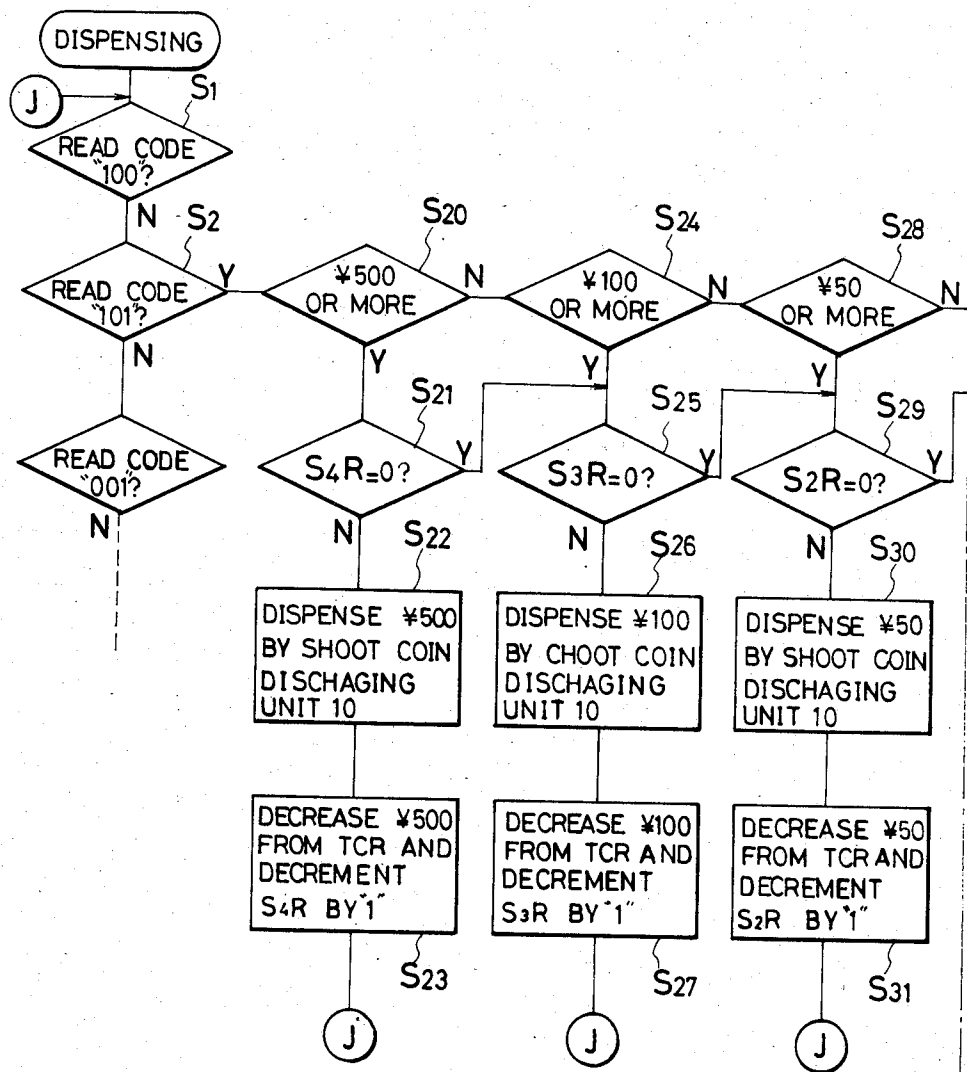 DISPENSING
J
S1
READ CODE
"100"?
N
S2
READ CODE
"101"?
Y
N
READ CODE
"001"?
N
S20
¥500
OR MORE
N
Y
S21
S4R=0?
Y
N
S22
DISPENSE ¥500
BY SHOOT COIN
DISCHAGING
UNIT 10
DECREASE ¥500
FROM TCR AND
DECREMENT
S4R BY "1"
S23
J
S24
¥100
OR MORE
N
Y
S25
S3R=0?
Y
N
S26
DISPENSE ¥100
BY CHOOT COIN
DISCHAGING
UNIT 10
DECREASE ¥100
FROM TCR AND
DECREMENT
S3R BY "1"
S27
J
S28
¥50
OR MORE
N
Y
S29
S2R=0?
Y
N
S30
DISPENSE ¥50
BY SHOOT COIN
DISCHAGING
UNIT 10
DECREASE ¥50
FROM TCR AND
DECREMENT
S2R BY "1"
S31
J